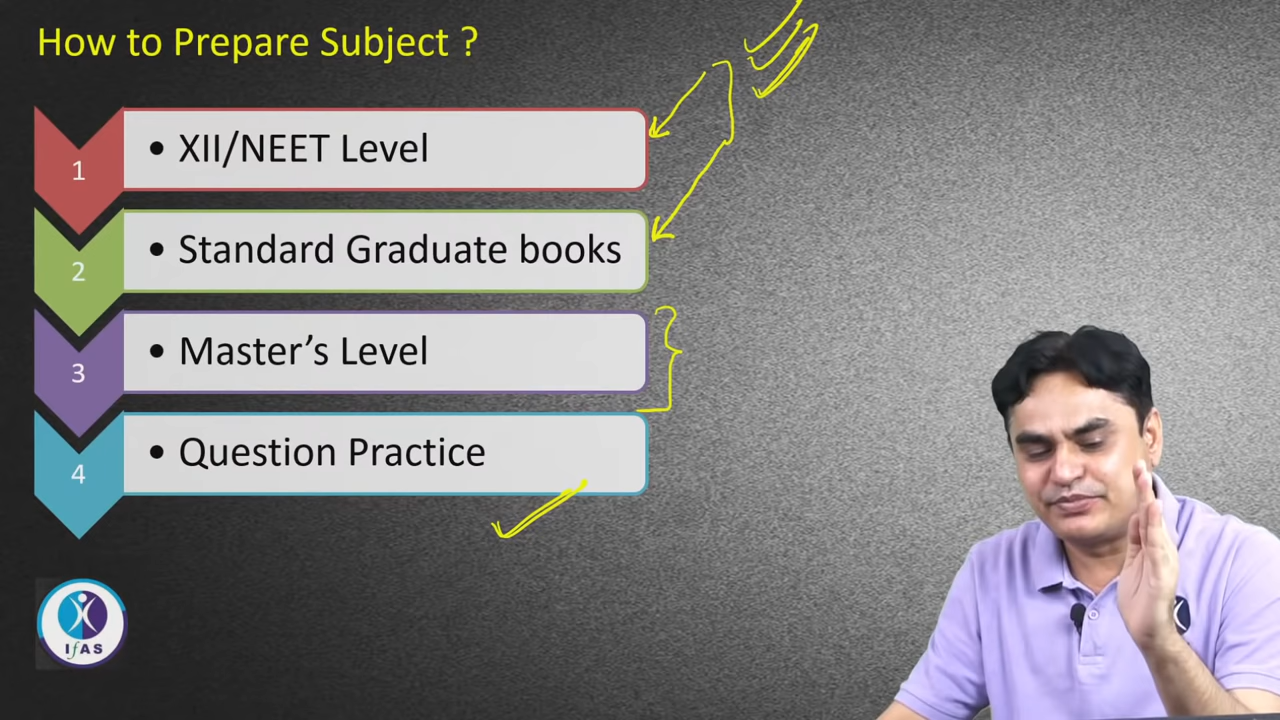 How to Prepare Subject ?
1
• XII/NEET Level
2
• Standard Graduate books
3
• Master’s Level
4
• Question Practice
IfAS